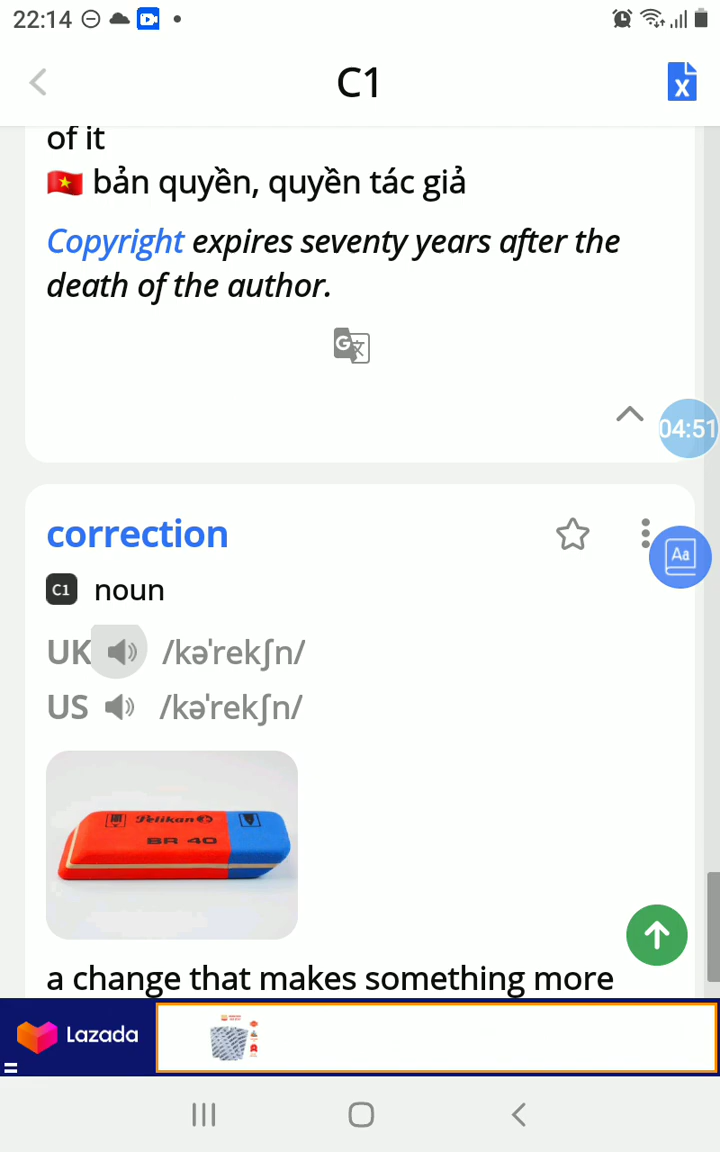 22:14
C1
of it
bản quyền, quyền tác giả
Copyright expires seventy years after the
death of the author.
04:51
correction
Aa
C1 noun
UK /kəˈrekʃn/
US /kəˈrekʃn/
Pelikan
BR 40
a change that makes something more
Lazada